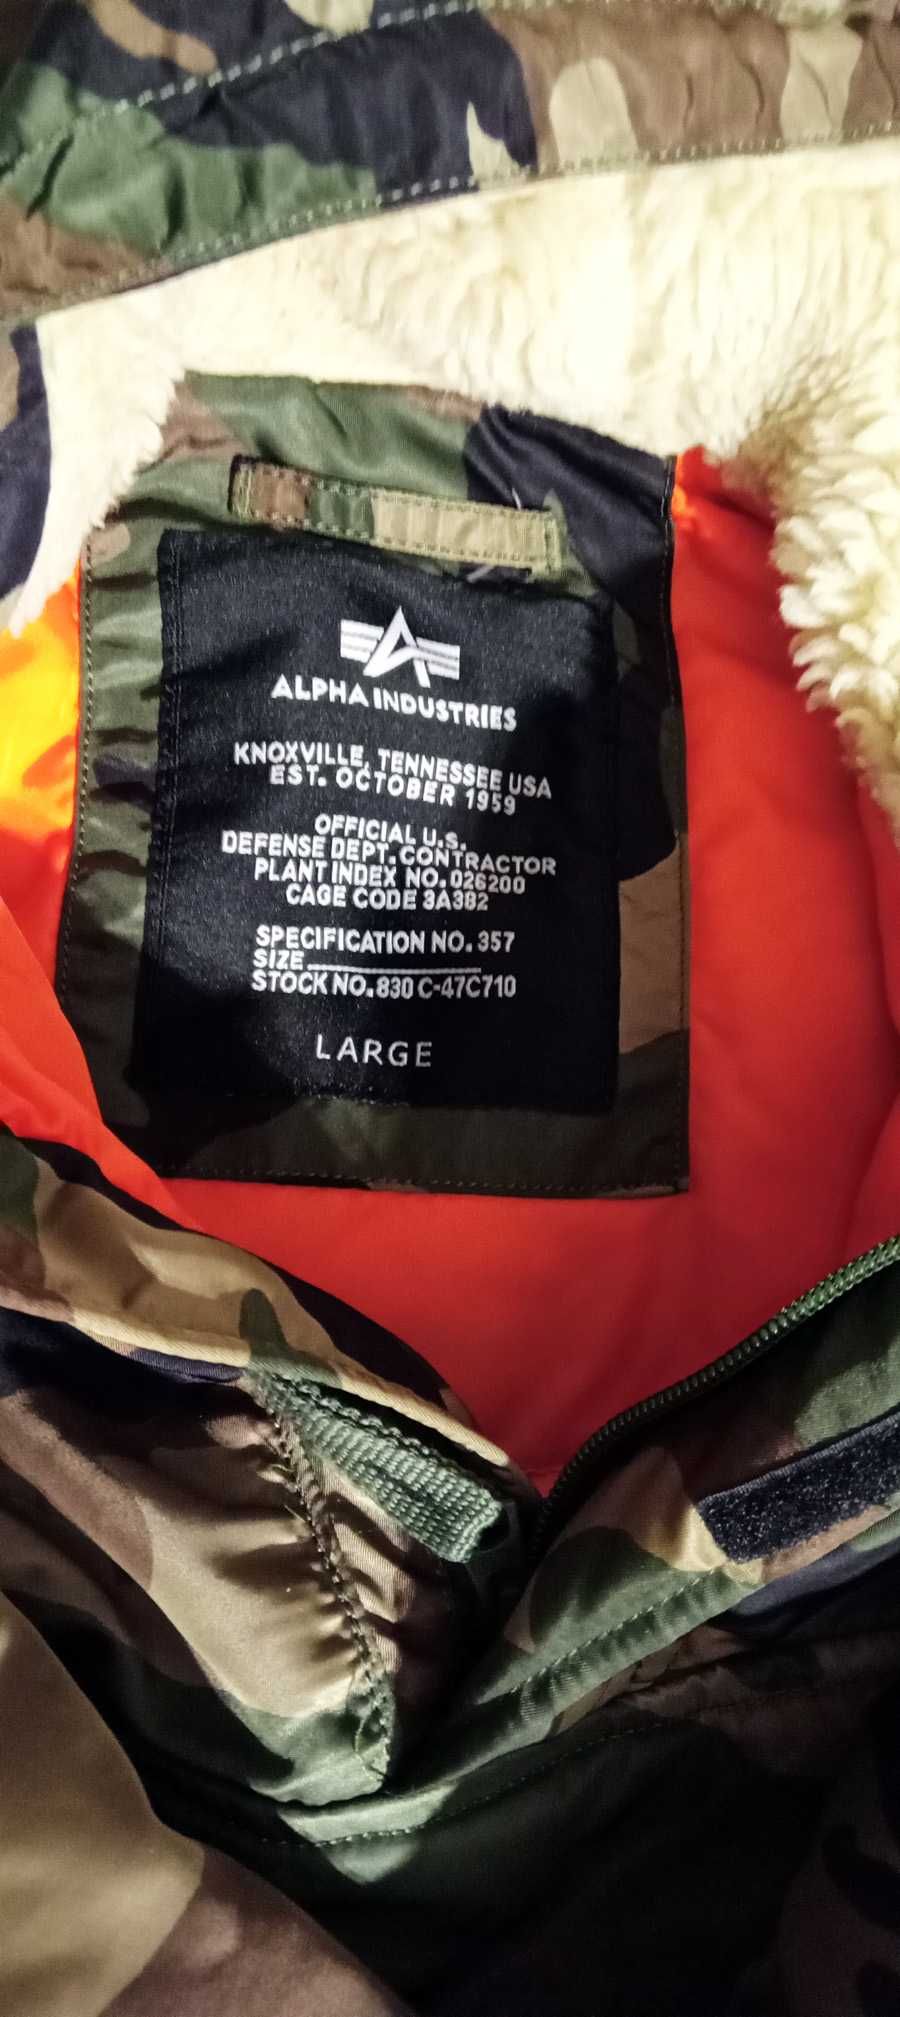 ALPHA INDUSTRIES
KNOXVILLE, TENNESSEE USA
EST. OCTOBER 1959
OFFICIAL U.S.
DEFENSE DEPT. CONTRACTOR
PLANT INDEX NO. 026200
CAGE CODE 3A382
SPECIFICATION NO. 357
SIZE
STOCK NO. 830 C-47C710
LARGE